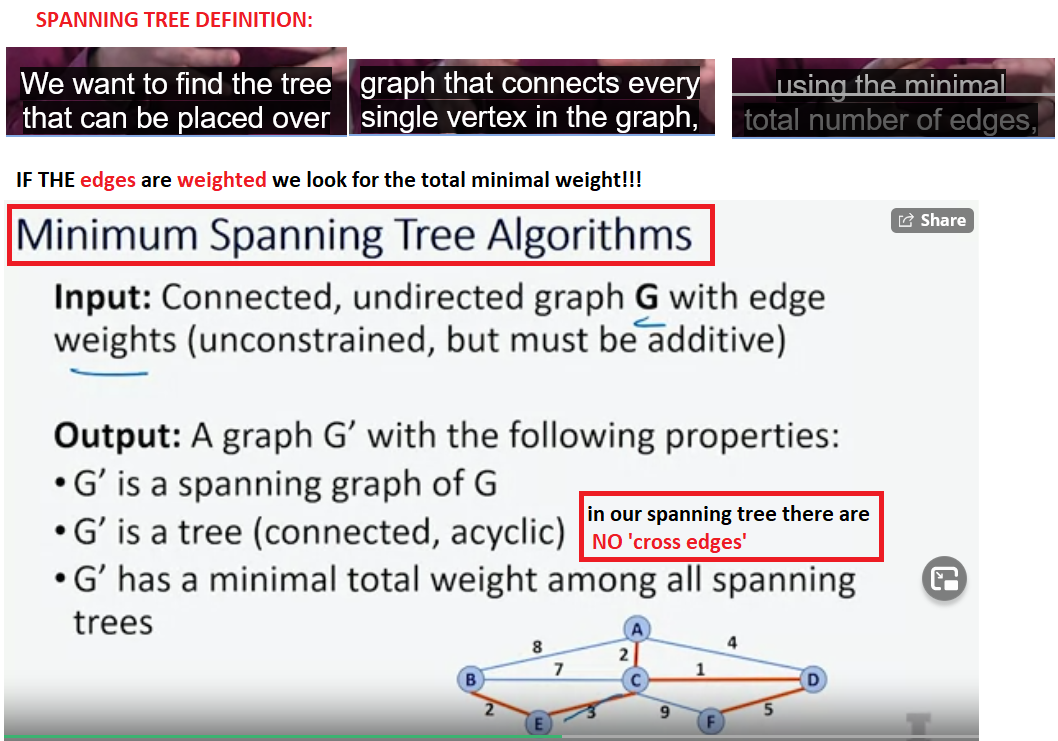 SPANNING TREE DEFINITION:
We want to find the tree
that can be placed over
graph that connects every
single vertex in the graph,
using the minimal
total number of edges,
IF THE edges are weighted we look for the total minimal weight!!!
Minimum Spanning Tree Algorithms
Share
Input: Connected, undirected graph G with edge
weights (unconstrained, but must be additive)
Output: A graph G’ with the following properties:
• G’ is a spanning graph of G
• G’ is a tree (connected, acyclic)
in our spanning tree there are
NO 'cross edges'
• G’ has a minimal total weight among all spanning
trees
A
8
4
2
7
1
B
C
D
2
3
9
5
E
F